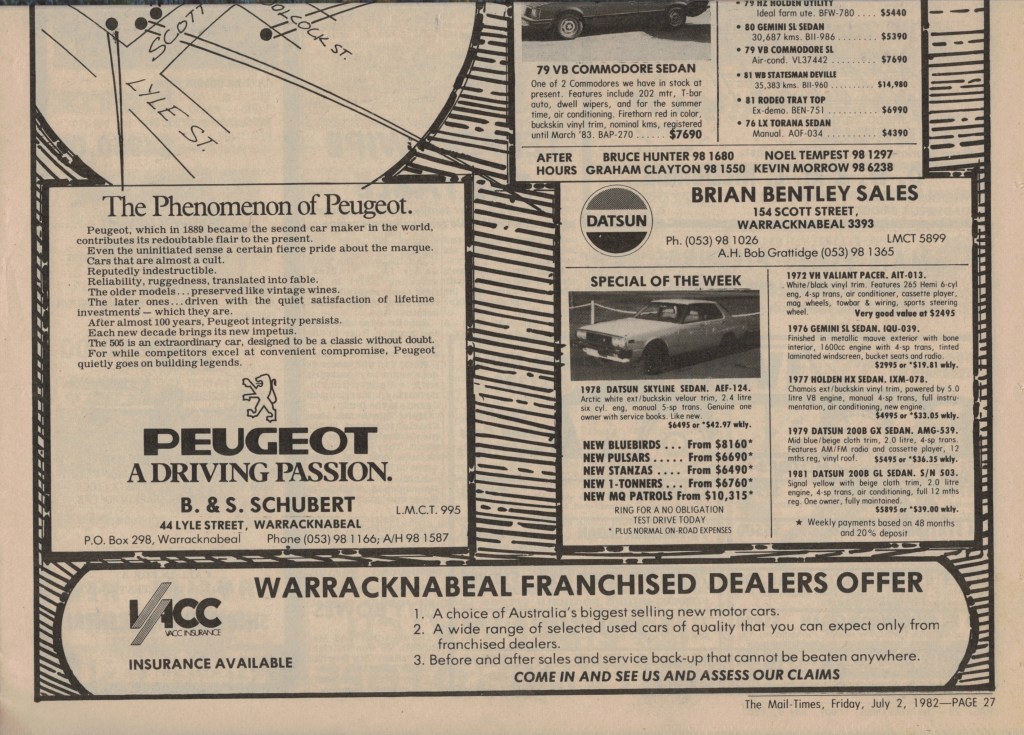 SCOTT
LYLE ST.
ST.
79 VB COMMODORE SEDAN
One of 2 Commodores we have in stock at
present. Features include 202 mtr, T-bar
auto, dwell wipers, and for the summer
time, air conditioning. Firethorn red in color,
buckskin vinyl trim, nominal kms, registered
until March '83. BAP-270 ...... $7690
• 79 HZ HOLDEN UTILITY
Ideal farm ute. BFW-780 .... $5440
• 80 GEMINI SL SEDAN
30,687 kms. BII-986 ........ $5390
• 79 VB COMMODORE SL
Air-cond. VL37442 .......... $7690
• 81 WB STATESMAN DEVILLE
35,383 kms. BII-960 ........ $14,980
• 81 RODEO TRAY TOP
Ex-demo. BEN-751 ........... $6990
• 76 LX TORANA SEDAN
Manual. AOF-034 ............ $4390
AFTER BRUCE HUNTER 98 1680 NOEL TEMPEST 98 1297
HOURS GRAHAM CLAYTON 98 1550 KEVIN MORROW 98 6238
The Phenomenon of Peugeot.
Peugeot, which in 1889 became the second car maker in the world,
contributes its redoubtable flair to the present.
Even the uninitiated sense a certain fierce pride about the marque.
Cars that are almost a cult.
Reputedly indestructible.
Reliability, ruggedness, translated into fable.
The older models...preserved like vintage wines.
The later ones...driven with the quiet satisfaction of lifetime
investments — which they are.
After almost 100 years, Peugeot integrity persists.
Each new decade brings its new impetus.
The 505 is an extraordinary car, designed to be a classic without doubt.
For while competitors excel at convenient compromise, Peugeot
quietly goes on building legends.
PEUGEOT
A DRIVING PASSION.
B. & S. SCHUBERT
L.M.C.T. 995
44 LYLE STREET, WARRACKNABEAL
P.O. Box 298, Warracknabeal Phone (053) 98 1166; A/H 98 1587
DATSUN
BRIAN BENTLEY SALES
154 SCOTT STREET,
WARRACKNABEAL 3393
Ph. (053) 98 1026 LMCT 5899
A.H. Bob Grattidge (053) 98 1365
SPECIAL OF THE WEEK
1978 DATSUN SKYLINE SEDAN. AEF-124.
Arctic white ext/buckskin velour trim, 2.4 litre
six cyl. eng, manual 5-sp trans. Genuine one
owner with service books. Like new.
$6495 or *$42.97 wkly.
NEW BLUEBIRDS ... From $8160*
NEW PULSARS ..... From $6690*
NEW STANZAS .... From $6490*
NEW 1-TONNERS ... From $6760*
NEW MQ PATROLS From $10,315*
RING FOR A NO OBLIGATION
TEST DRIVE TODAY
* PLUS NORMAL ON-ROAD EXPENSES
1972 VH VALIANT PACER. AIT-013.
White/black vinyl trim. Features 265 Hemi 6-cyl
eng, 4-sp trans, air conditioner, cassette player,
mag wheels, towbar & wiring, sports steering
wheel. Very good value at $2495
1976 GEMINI SL SEDAN. IQU-039.
Finished in metallic mauve exterior with bone
interior, 1600cc engine with 4-sp trans, tinted
laminated windscreen, bucket seats and radio.
$2995 or *$19.81 wkly.
1977 HOLDEN HX SEDAN. IXM-078.
Chamois ext/buckskin vinyl trim, powered by 5.0
litre V8 engine, manual 4-sp trans, full instru-
mentation, air conditioning, new engine.
$4995 or *$33.05 wkly.
1979 DATSUN 200B GX SEDAN. AMG-539.
Mid blue/beige cloth trim, 2.0 litre, 4-sp trans.
Features AM/FM radio and cassette player, 12
mths reg, vinyl roof. $5495 or *$36.35 wkly.
1981 DATSUN 200B GL SEDAN. S/N 503.
Signal yellow with beige cloth trim, 2.0 litre
engine, 4-sp trans, air conditioning, full 12 mths
reg. One owner, fully maintained.
$5895 or *$39.00 wkly.
★ Weekly payments based on 48 months
and 20% deposit
VACC
VACC INSURANCE
INSURANCE AVAILABLE
WARRACKNABEAL FRANCHISED DEALERS OFFER
1. A choice of Australia's biggest selling new motor cars.
2. A wide range of selected used cars of quality that you can expect only from
franchised dealers.
3. Before and after sales and service back-up that cannot be beaten anywhere.
COME IN AND SEE US AND ASSESS OUR CLAIMS
The Mail-Times, Friday, July 2, 1982—PAGE 27